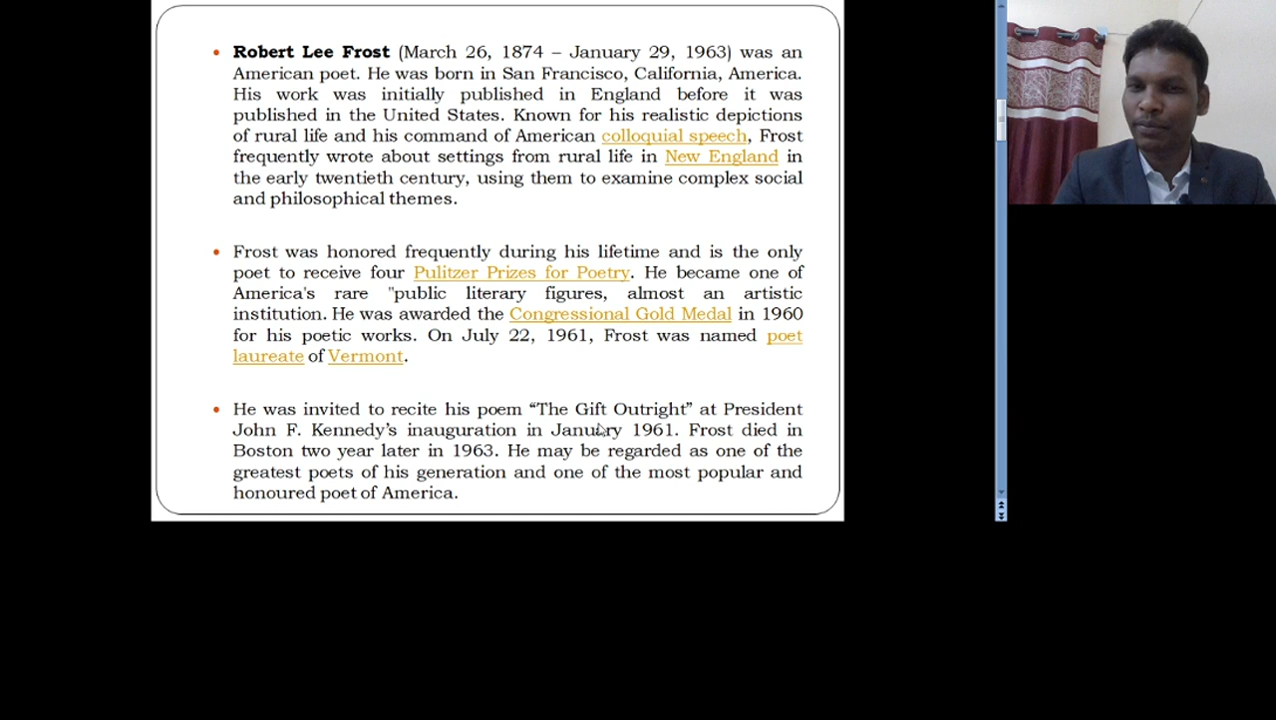 • Robert Lee Frost (March 26, 1874 – January 29, 1963) was an
American poet. He was born in San Francisco, California, America.
His work was initially published in England before it was
published in the United States. Known for his realistic depictions
of rural life and his command of American colloquial speech, Frost
frequently wrote about settings from rural life in New England in
the early twentieth century, using them to examine complex social
and philosophical themes.
• Frost was honored frequently during his lifetime and is the only
poet to receive four Pulitzer Prizes for Poetry. He became one of
America's rare "public literary figures, almost an artistic
institution. He was awarded the Congressional Gold Medal in 1960
for his poetic works. On July 22, 1961, Frost was named poet
laureate of Vermont.
• He was invited to recite his poem “The Gift Outright” at President
John F. Kennedy’s inauguration in January 1961. Frost died in
Boston two year later in 1963. He may be regarded as one of the
greatest poets of his generation and one of the most popular and
honoured poet of America.